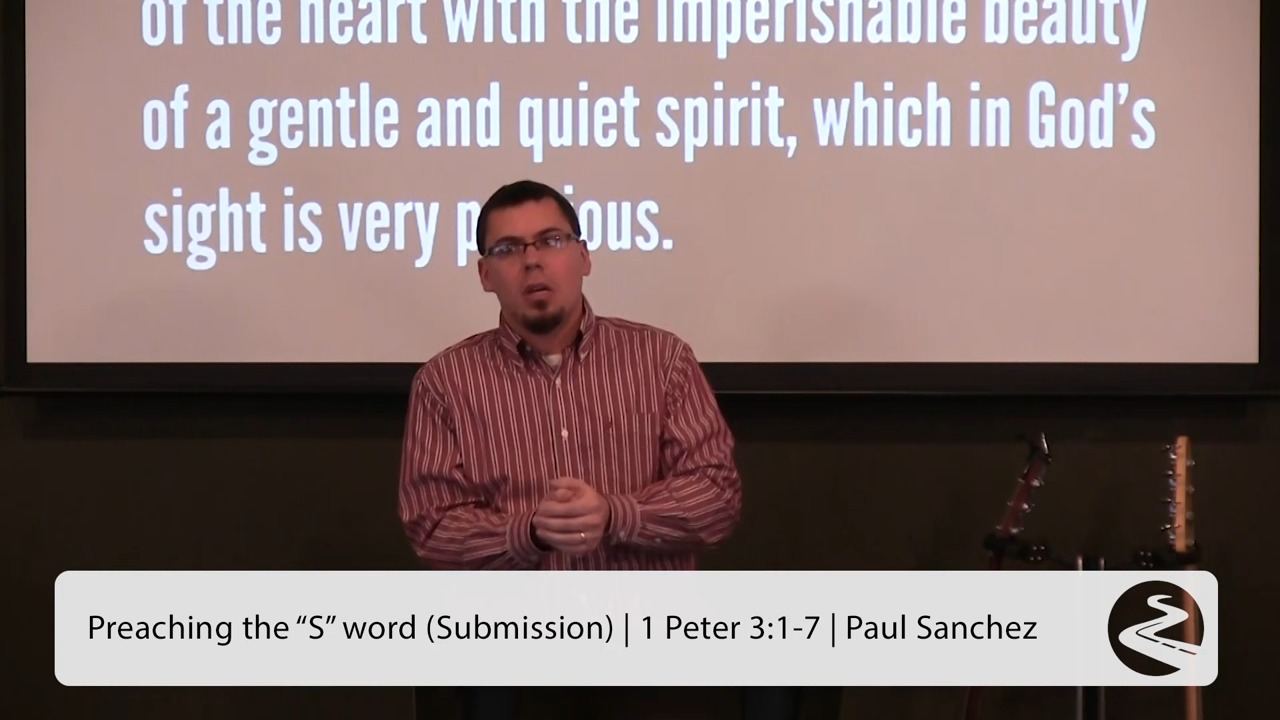 of the heart with the imperishable beauty
of a gentle and quiet spirit, which in God's
sight is very p ious.
Preaching the “S” word (Submission) | 1 Peter 3:1-7 | Paul Sanchez